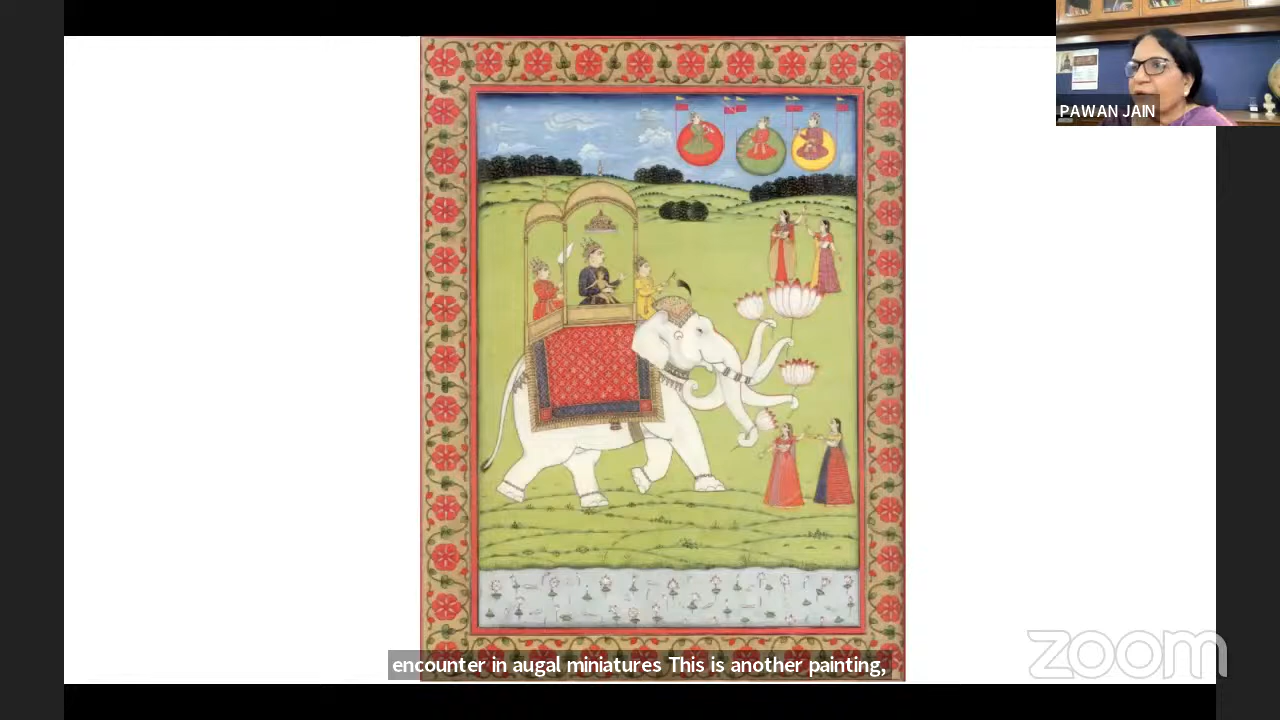 PAWAN JAIN
encounter in augal miniatures This is another painting,
zoom